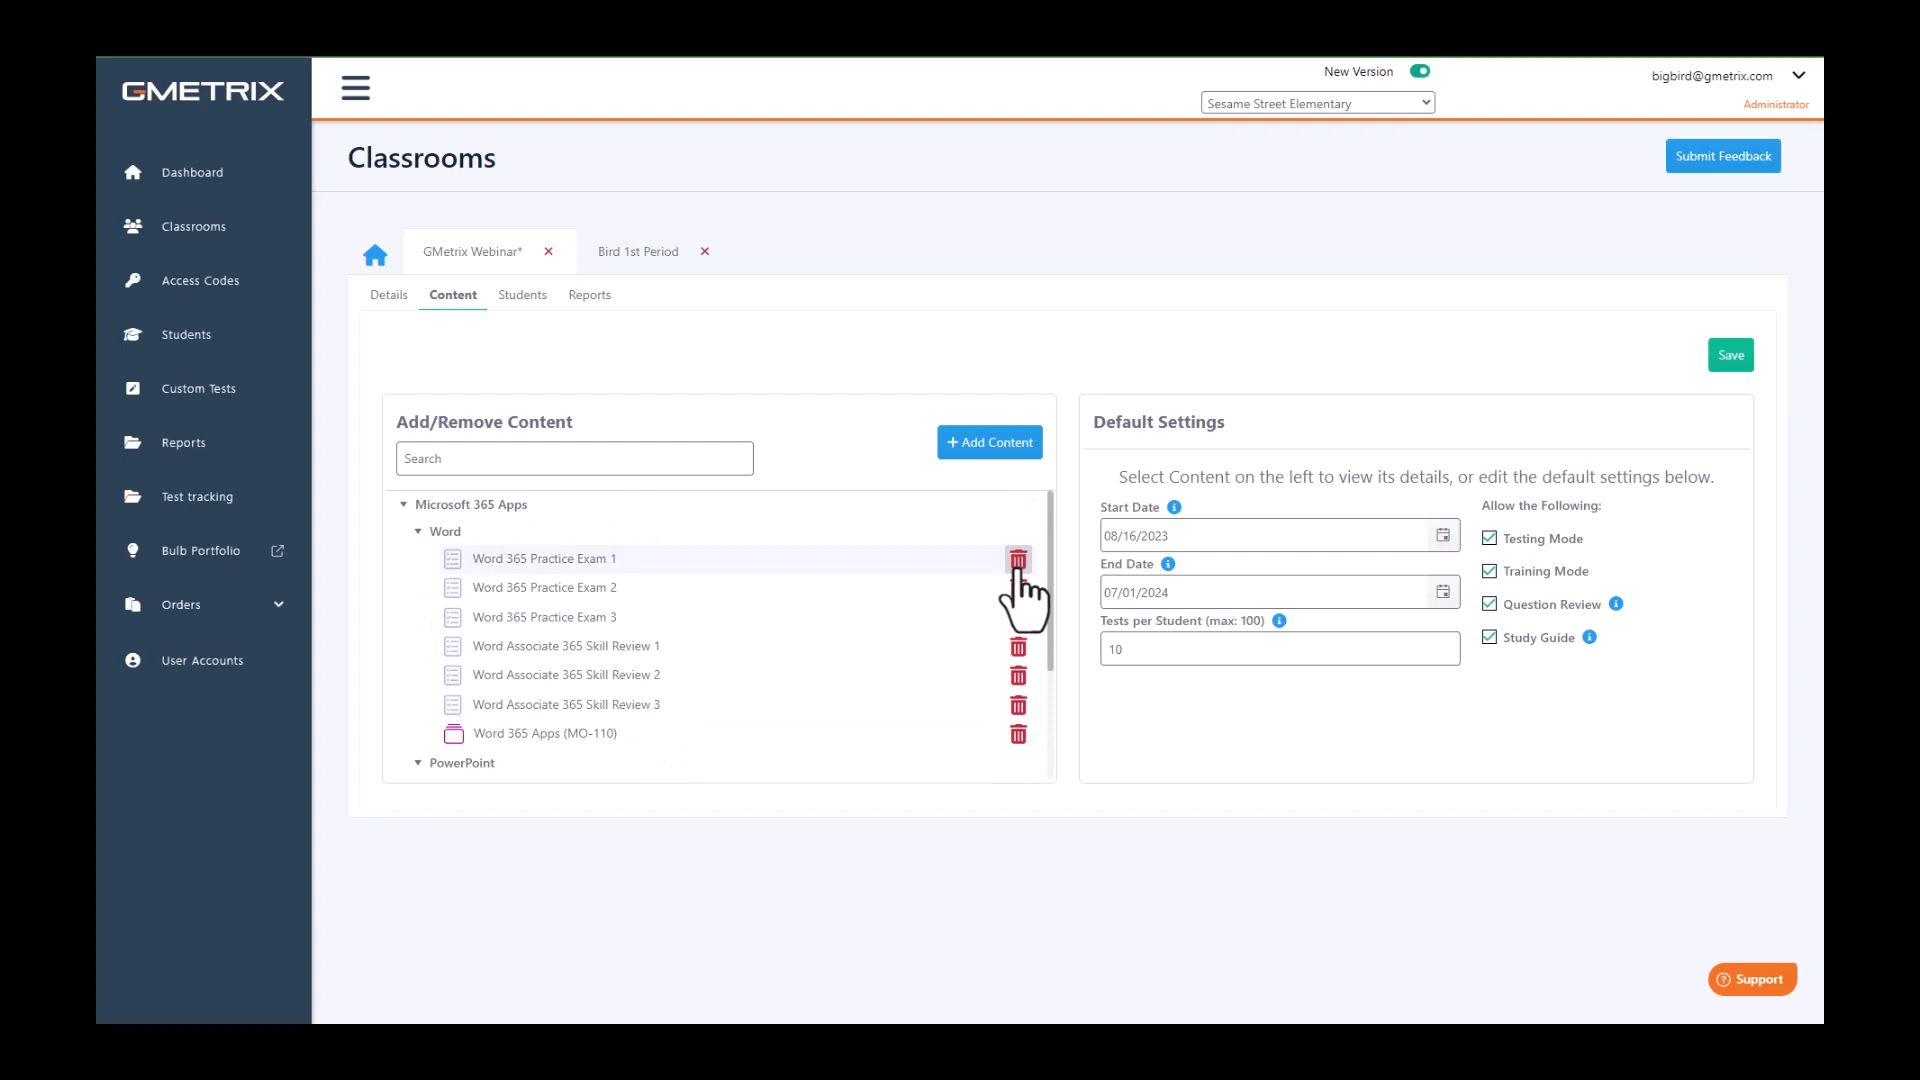 GMETRIX
New Version
Sesame Street Elementary
bigbird@gmetrix.com
Administrator
Dashboard
Classrooms
Access Codes
Students
Custom Tests
Reports
Test tracking
Bulb Portfolio
Orders
User Accounts
Classrooms
Submit Feedback
GMetrix Webinar*
Bird 1st Period
Details
Content
Students
Reports
Save
Add/Remove Content
Search
+ Add Content
Microsoft 365 Apps
Word
Word 365 Practice Exam 1
Word 365 Practice Exam 2
Word 365 Practice Exam 3
Word Associate 365 Skill Review 1
Word Associate 365 Skill Review 2
Word Associate 365 Skill Review 3
Word 365 Apps (MO-110)
PowerPoint
Default Settings
Select Content on the left to view its details, or edit the default settings below.
Start Date
08/16/2023
End Date
07/01/2024
Tests per Student (max: 100)
10
Allow the Following:
Testing Mode
Training Mode
Question Review
Study Guide
Support